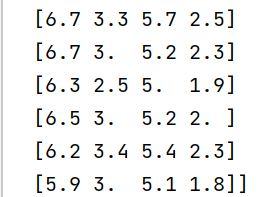 [6.7 3.3 5.7 2.5]
[6.7 3.  5.2 2.3]
[6.3 2.5 5.  1.9]
[6.5 3.  5.2 2. ]
[6.2 3.4 5.4 2.3]
[5.9 3.  5.1 1.8]]